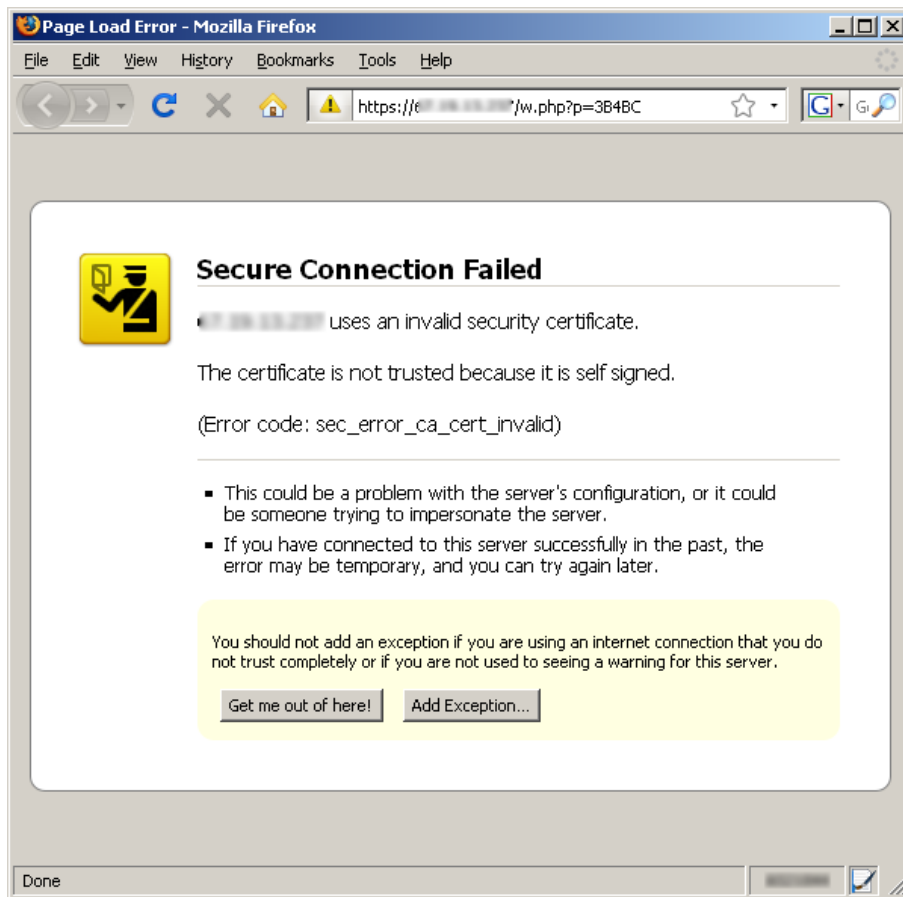 Page Load Error - Mozilla Firefox
File Edit View History Bookmarks Tools Help
https:// /w.php?p=3B4BC
G
Secure Connection Failed
uses an invalid security certificate.
The certificate is not trusted because it is self signed.
(Error code: sec_error_ca_cert_invalid)
This could be a problem with the server's configuration, or it could
be someone trying to impersonate the server.
If you have connected to this server successfully in the past, the
error may be temporary, and you can try again later.
You should not add an exception if you are using an internet connection that you do
not trust completely or if you are not used to seeing a warning for this server.
Get me out of here! Add Exception...
Done